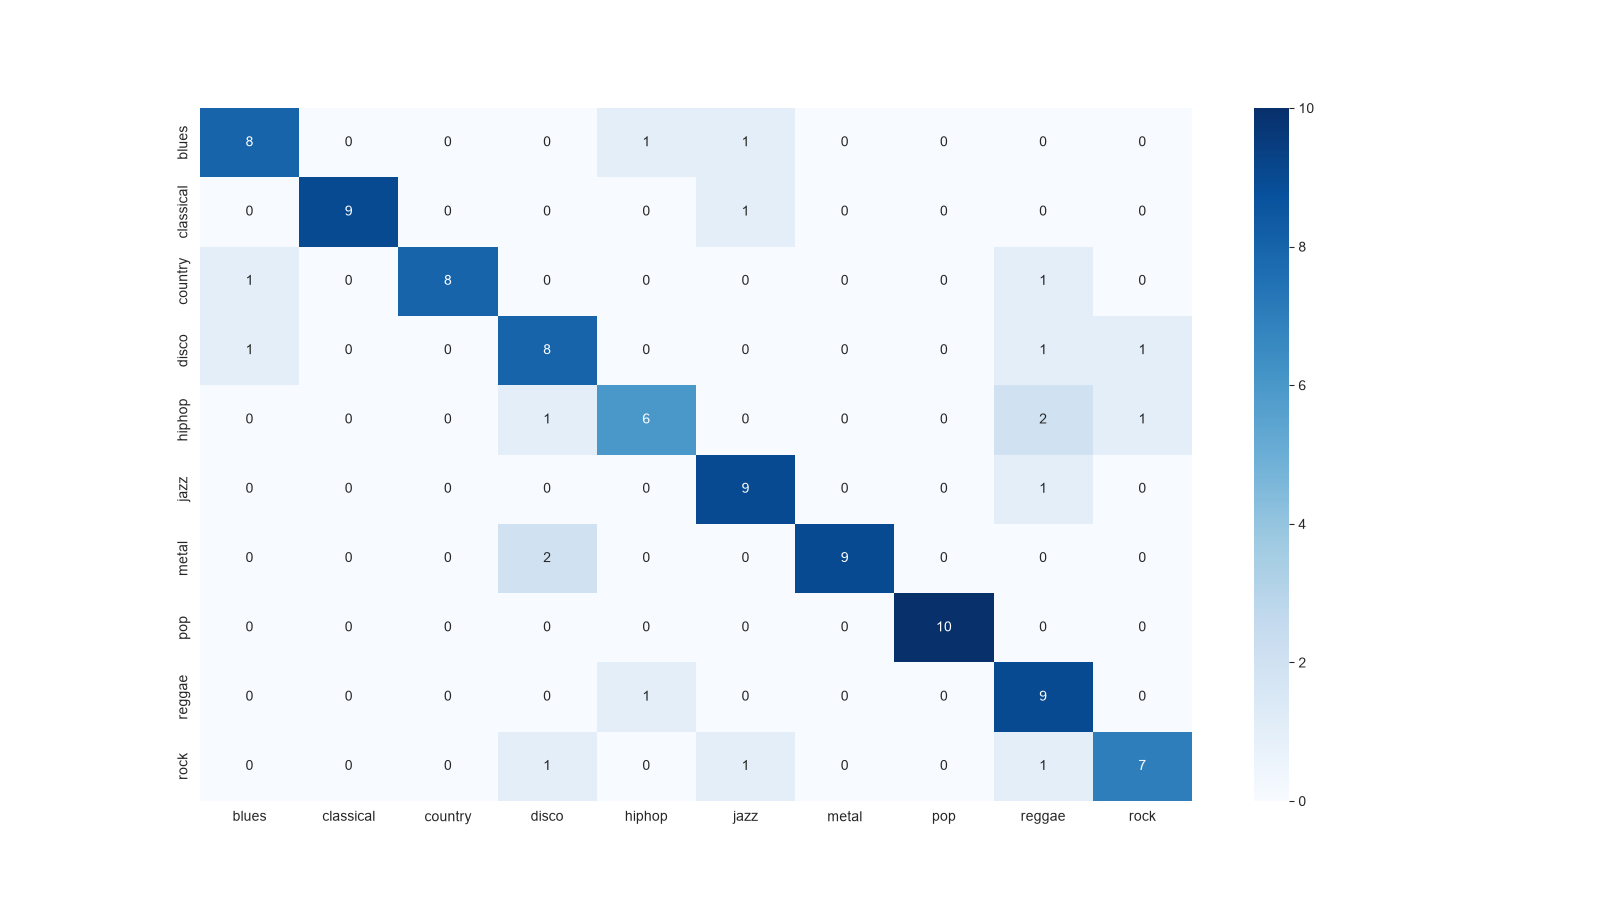 blues 8 0 0 0 1 1 0 0 0 0
classical 0 9 0 0 0 1 0 0 0 0
country 1 0 8 0 0 0 0 0 1 0
disco 1 0 0 8 0 0 0 0 1 1
hiphop 0 0 0 1 6 0 0 0 2 1
jazz 0 0 0 0 0 9 0 0 1 0
metal 0 0 0 2 0 0 9 0 0 0
pop 0 0 0 0 0 0 0 10 0 0
reggae 0 0 0 0 1 0 0 0 9 0
rock 0 0 0 1 0 1 0 0 1 7
blues classical country disco hiphop jazz metal pop reggae rock
10
8
6
4
2
0